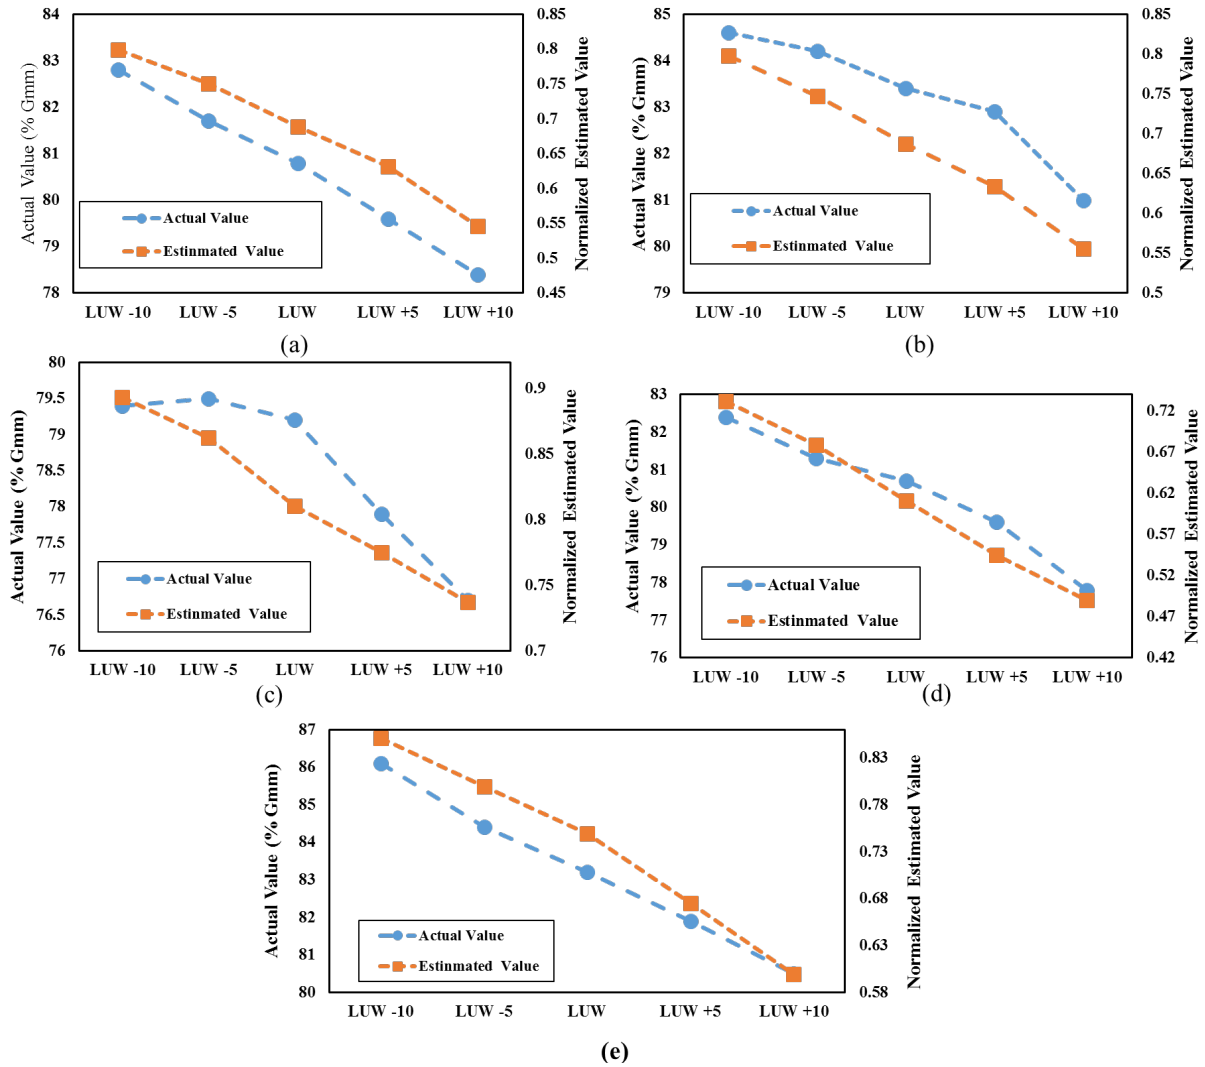 84
83
82
81
80
79
78
0.85
0.8
0.75
0.7
0.65
0.6
0.55
0.5
0.45
Actual Value (% Gmm)
Normalized Estimated Value
Actual Value
Estinmated Value
LUW -10 LUW -5 LUW LUW +5 LUW +10
(a)
85
84
83
82
81
80
79
0.85
0.8
0.75
0.7
0.65
0.6
0.55
0.5
Actual Value (% Gmm)
Normalized Estimated Value
Actual Value
Estinmated Value
LUW -10 LUW -5 LUW LUW +5 LUW +10
(b)
80
79.5
79
78.5
78
77.5
77
76.5
76
0.9
0.85
0.8
0.75
0.7
Actual Value (% Gmm)
Normalized Estimated Value
Actual Value
Estinmated Value
LUW -10 LUW -5 LUW LUW +5 LUW +10
(c)
83
82
81
80
79
78
77
76
0.72
0.67
0.62
0.57
0.52
0.47
0.42
Actual Value (% Gmm)
Normalized Estimated Value
Actual Value
Estinmated Value
LUW -10 LUW -5 LUW LUW +5 LUW +10
(d)
87
86
85
84
83
82
81
80
0.83
0.78
0.73
0.68
0.63
0.58
Actual Value (% Gmm)
Normalized Estimated Value
Actual Value
Estinmated Value
LUW -10 LUW -5 LUW LUW +5 LUW +10
(e)